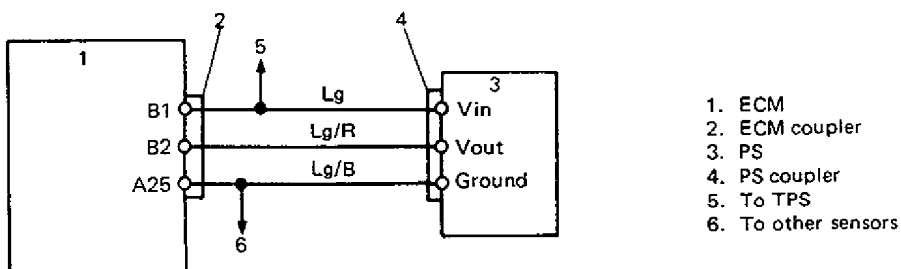 2
4
1
5
3
B1
Lg
Vin
B2
Lg/R
Vout
A25
Lg/B
Ground
6
1. ECM
2. ECM coupler
3. PS
4. PS coupler
5. To TPS
6. To other sensors